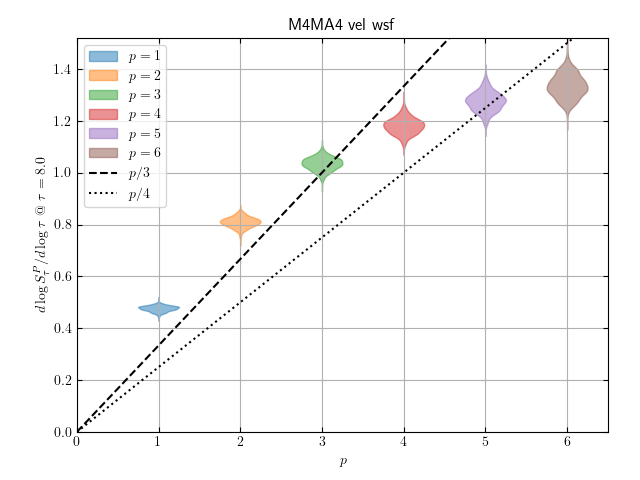 M4MA4 vel wsf
d log S_τ^P / d log τ @ τ = 8.0
1.4
1.2
1.0
0.8
0.6
0.4
0.2
0.0
p = 1
p = 2
p = 3
p = 4
p = 5
p = 6
p/3
p/4
0 1 2 3 4 5 6
p